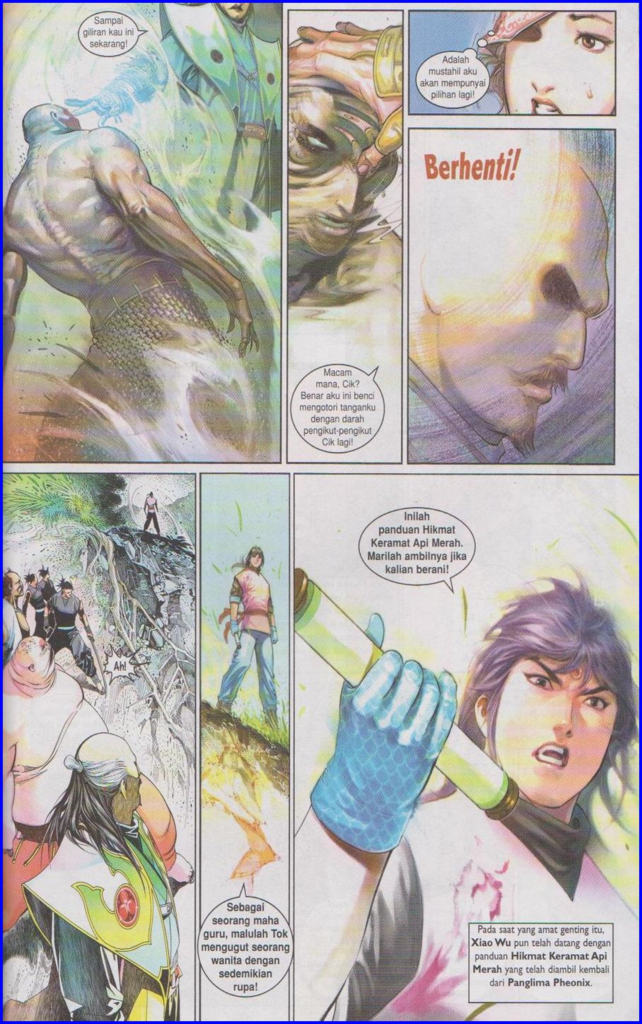 Sampai
giliran kau ini
sekarang!
Macam
mana, Cik?
Benar aku ini benci
mengotori tanganku
dengan darah
pengikut-pengikut
Cik lagi!
Adalah
mustahil aku
akan mempunyai
pilihan lagi!
Berhenti!
Ah!
Sebagai
seorang maha
guru, malulah Tok
mengugut seorang
wanita dengan
sedemikian
rupa!
Inilah
panduan Hikmat
Keramat Api Merah.
Marilah ambilnya jika
kalian berani!
Pada saat yang amat genting itu,
Xiao Wu pun telah datang dengan
panduan Hikmat Keramat Api
Merah yang telah diambil kembali
dari Panglima Pheonix.